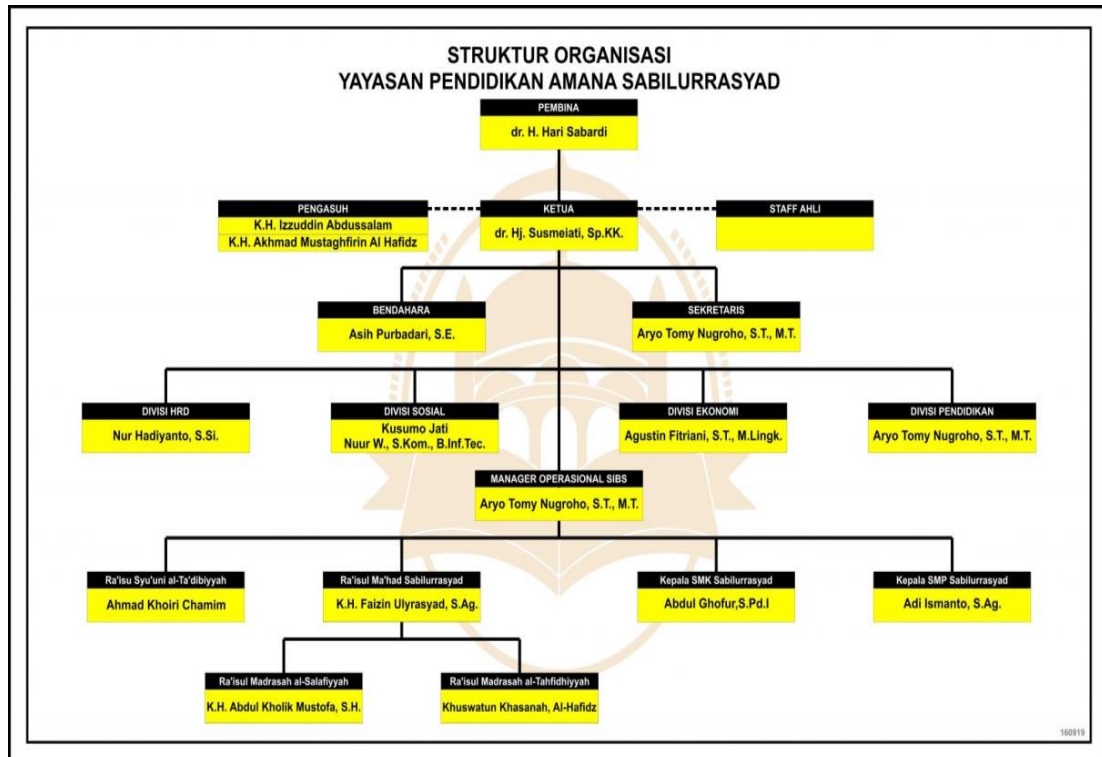 STRUKTUR ORGANISASI
YAYASAN PENDIDIKAN AMANA SABILURRASYAD
PEMBINA
dr. H. Hari Sabardi
PENGASUH
K.H. Izzuddin Abdussalam
K.H. Akhmad Mustaghfirin Al Hafidz
KETUA
dr. Hj. Susmeiati, Sp.KK.
STAFF AHLI
BENDAHARA
Asih Purbadari, S.E.
SEKRETARIS
Aryo Tomy Nugroho, S.T., M.T.
DIVISI HRD
Nur Hadiyanto, S.Si.
DIVISI SOSIAL
Kusumo Jati
Nuur W., S.Kom., B.Inf.Tec.
DIVISI EKONOMI
Agustin Fitriani, S.T., M.Lingk.
DIVISI PENDIDIKAN
Aryo Tomy Nugroho, S.T., M.T.
MANAGER OPERASIONAL SIBS
Aryo Tomy Nugroho, S.T., M.T.
Ra'isu Syu'uni al-Ta'dibiyyah
Ahmad Khoiri Chamim
Ra'isul Ma'had Sabilurrasyad
K.H. Faizin Ulyrasyad, S.Ag.
Kepala SMK Sabilurrasyad
Abdul Ghofur,S.Pd.I
Kepala SMP Sabilurrasyad
Adi Ismanto, S.Ag.
Ra'isul Madrasah al-Salafiyyah
K.H. Abdul Kholik Mustofa, S.H.
Ra'isul Madrasah al-Tahfidhiyyah
Khuswatun Khasanah, Al-Hafidz
160919